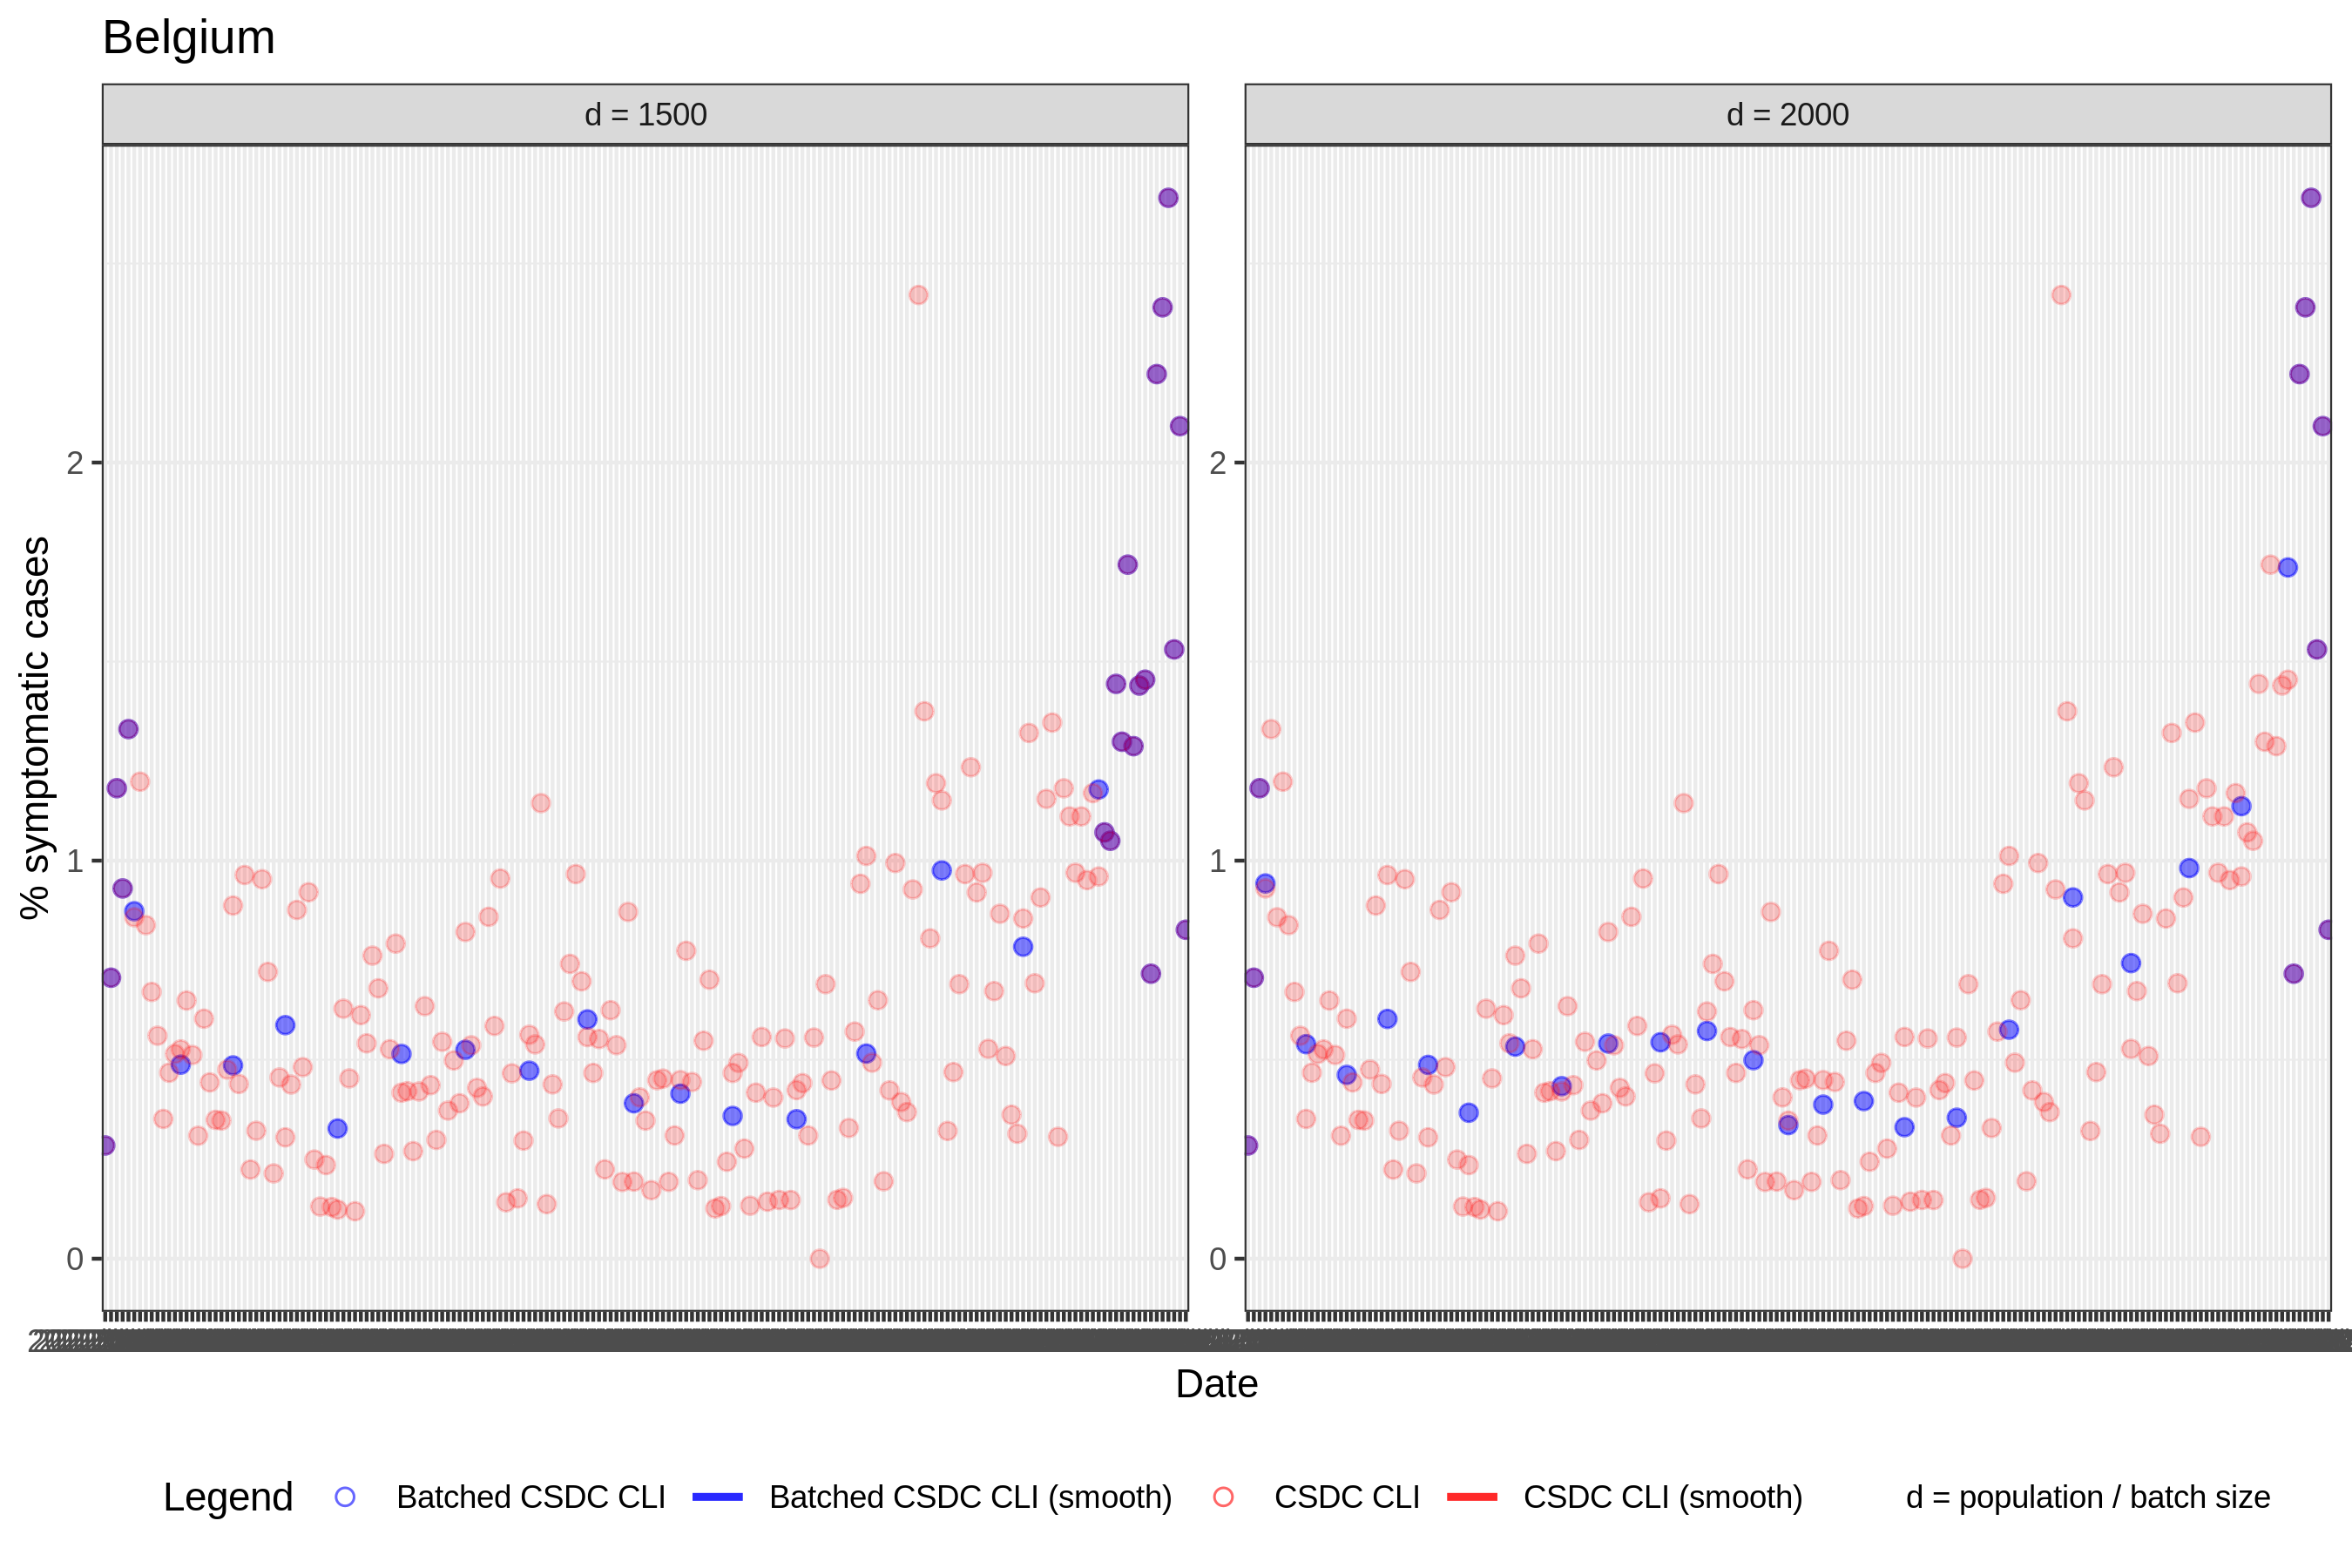 Belgium
d = 1500
d = 2000
% symptomatic cases
2
1
0
2
1
0
Date
Legend
Batched CSDC CLI
Batched CSDC CLI (smooth)
CSDC CLI
CSDC CLI (smooth)
d = population / batch size